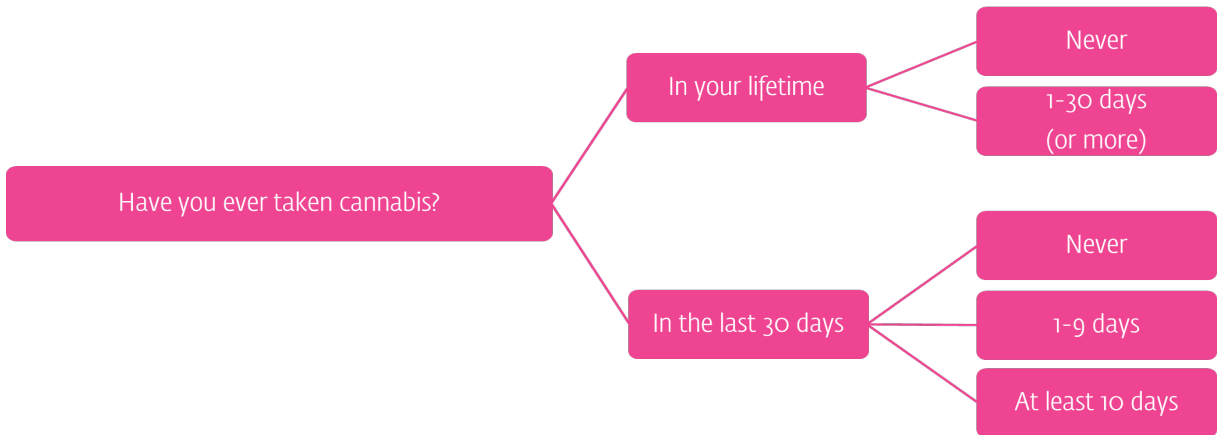 Have you ever taken cannabis?
In your lifetime
Never
1-30 days
(or more)
In the last 30 days
Never
1-9 days
At least 10 days